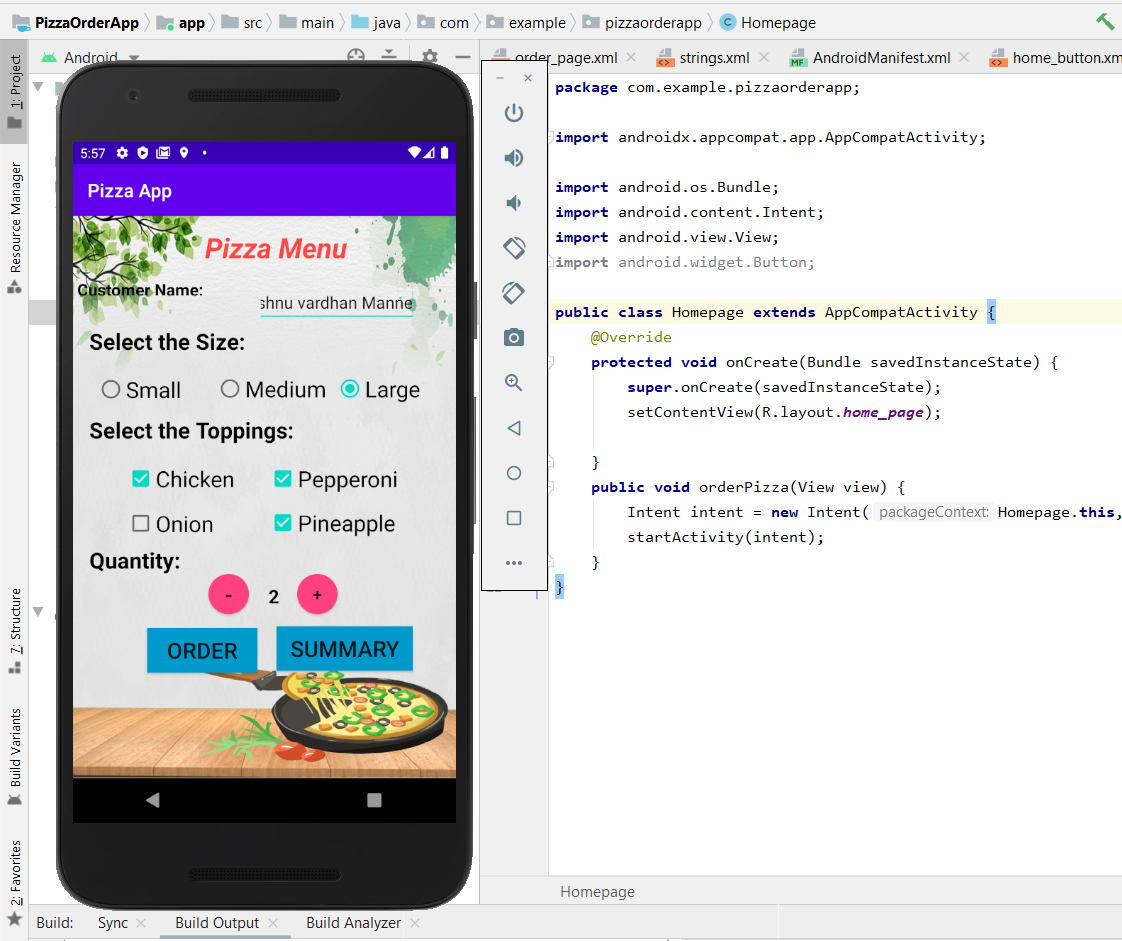 PizzaOrderApp app src main java com example pizzaorderapp C Homepage
1: Project
Resource Manager
7: Structure
Build Variants
2: Favorites
Android
order_page.xml strings.xml MF AndroidManifest.xml
5:57
Pizza App
Pizza Menu
Customer Name:
shnu vardhan Manne
Select the Size:
Small Medium Large
Select the Toppings:
Chicken Pepperoni
Onion Pineapple
Quantity:
- 2 +
ORDER SUMMARY
package com.example.pizzaorderapp;
import androidx.appcompat.app.AppCompatActivity;
import android.os.Bundle;
import android.content.Intent;
import android.view.View;
import android.widget.Button;
public class Homepage extends AppCompatActivity {
@Override
protected void onCreate(Bundle savedInstanceState) {
super.onCreate(savedInstanceState);
setContentView(R.layout.home_page);
}
public void orderPizza(View view) {
Intent intent = new Intent( packageContext: Homepage.this,
startActivity(intent);
}
}
Homepage
Build: Sync Build Output Build Analyzer